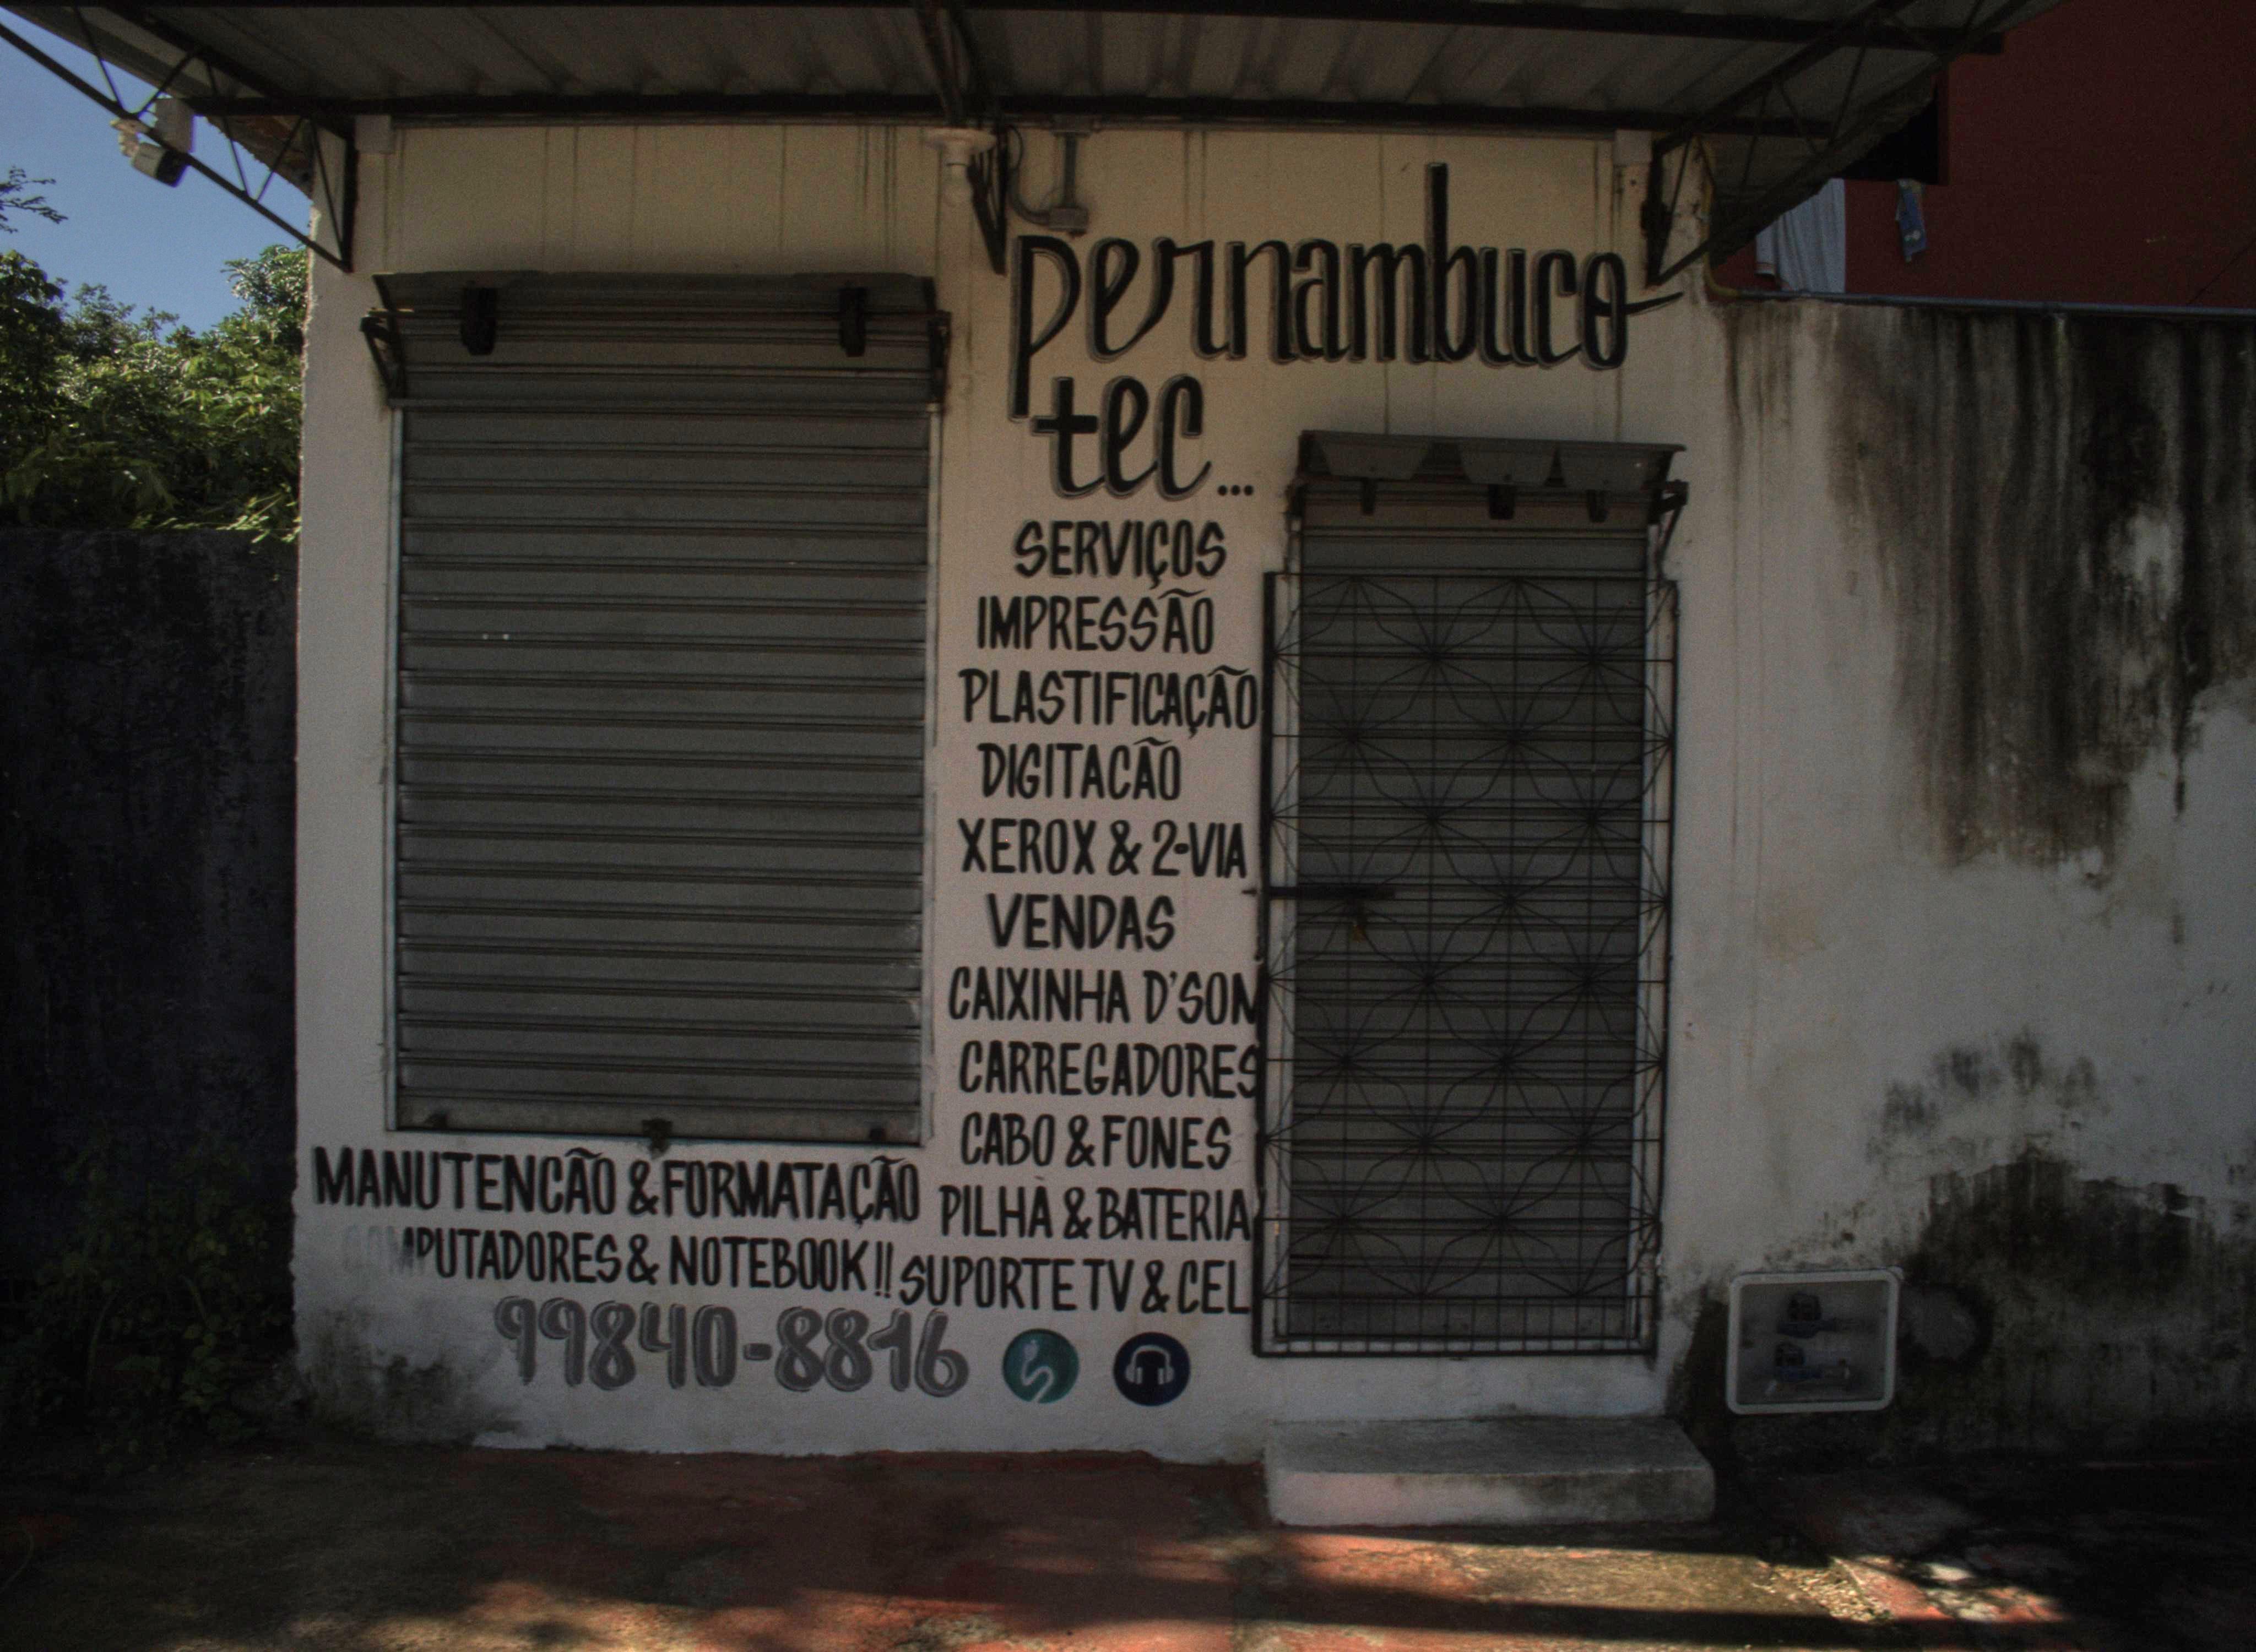 pernambuco
tec...
SERVIÇOS
IMPRESSÃO
PLASTIFICAÇÃO
DIGITACÃO
XEROX & 2-VIA
VENDAS
CAIXINHA D'SOM
CARREGADORES
CABO & FONES
PILHA & BATERIA
SUPORTE TV & CEL
MANUTENCÃO & FORMATAÇÃO
COMPUTADORES & NOTEBOOK!!
99840-8816